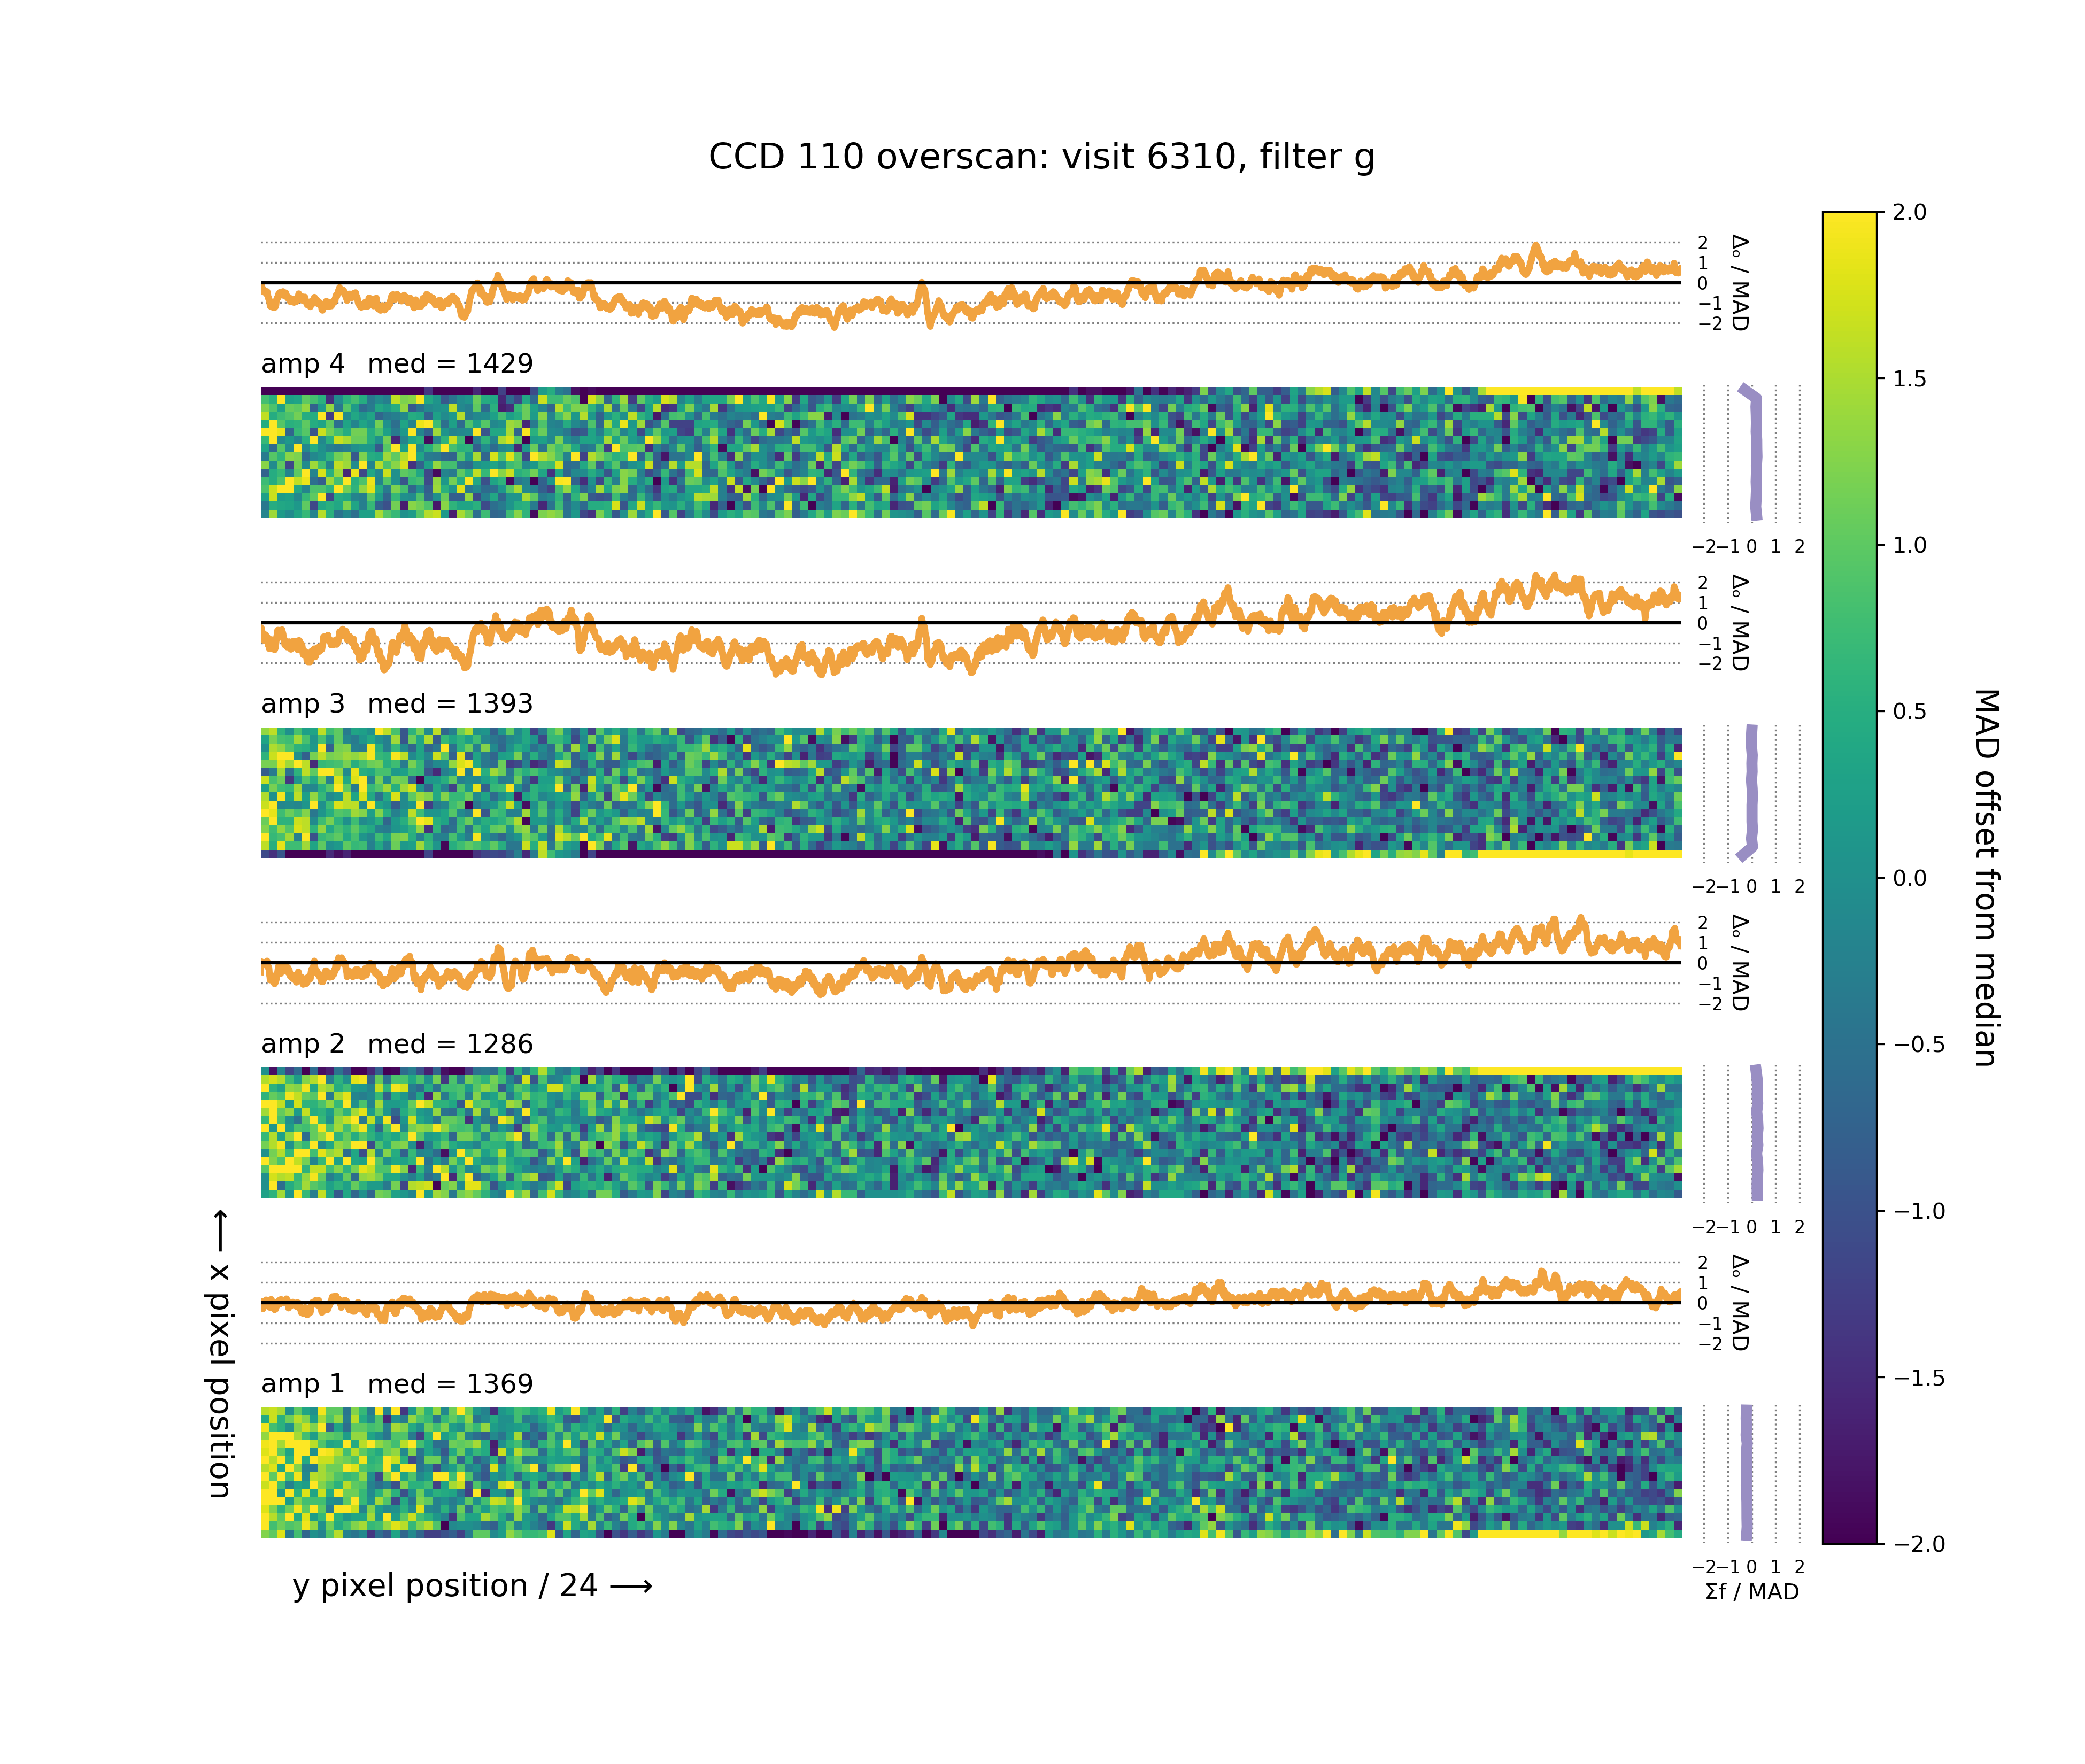 CCD 110 overscan: visit 6310, filter g
2
1
0
−1
−2
Δₒ / MAD
amp 4 med = 1429
−2 −1 0 1 2
2
1
0
−1
−2
Δₒ / MAD
amp 3 med = 1393
−2 −1 0 1 2
2
1
0
−1
−2
Δₒ / MAD
amp 2 med = 1286
−2 −1 0 1 2
2
1
0
−1
−2
Δₒ / MAD
amp 1 med = 1369
−2 −1 0 1 2
Σf / MAD
⟵ x pixel position
y pixel position / 24 ⟶
2.0
1.5
1.0
0.5
0.0
−0.5
−1.0
−1.5
−2.0
MAD offset from median